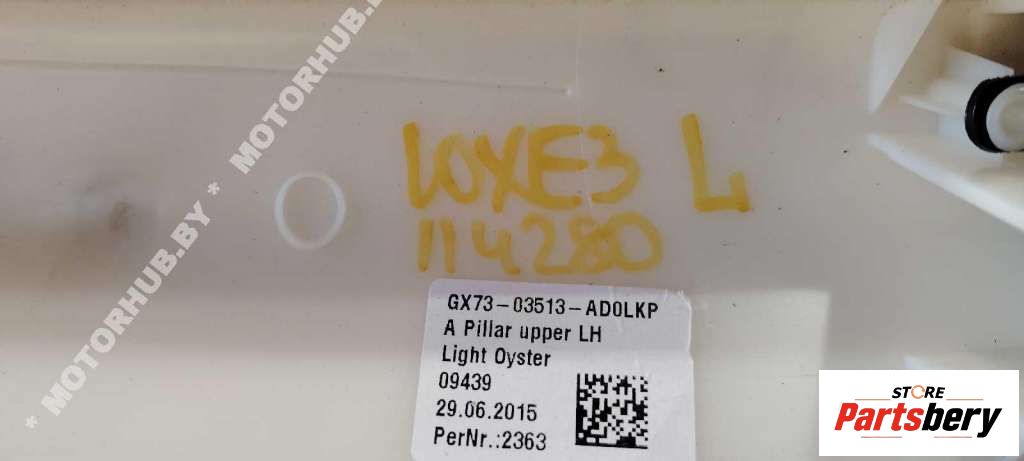 * MOTORHUB.BY * MOTORHUB.BY
LOXE3 L
114280
GX73-03513-AD0LKP
A Pillar upper LH
Light Oyster
09439
29.06.2015
PerNr.:2363
STORE
Partsbery